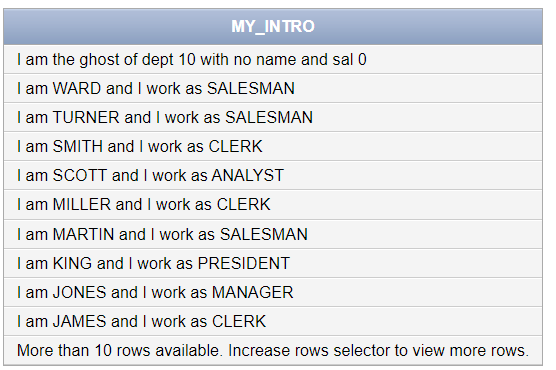 MY_INTRO
I am the ghost of dept 10 with no name and sal 0
I am WARD and I work as SALESMAN
I am TURNER and I work as SALESMAN
I am SMITH and I work as CLERK
I am SCOTT and I work as ANALYST
I am MILLER and I work as CLERK
I am MARTIN and I work as SALESMAN
I am KING and I work as PRESIDENT
I am JONES and I work as MANAGER
I am JAMES and I work as CLERK
More than 10 rows available. Increase rows selector to view more rows.